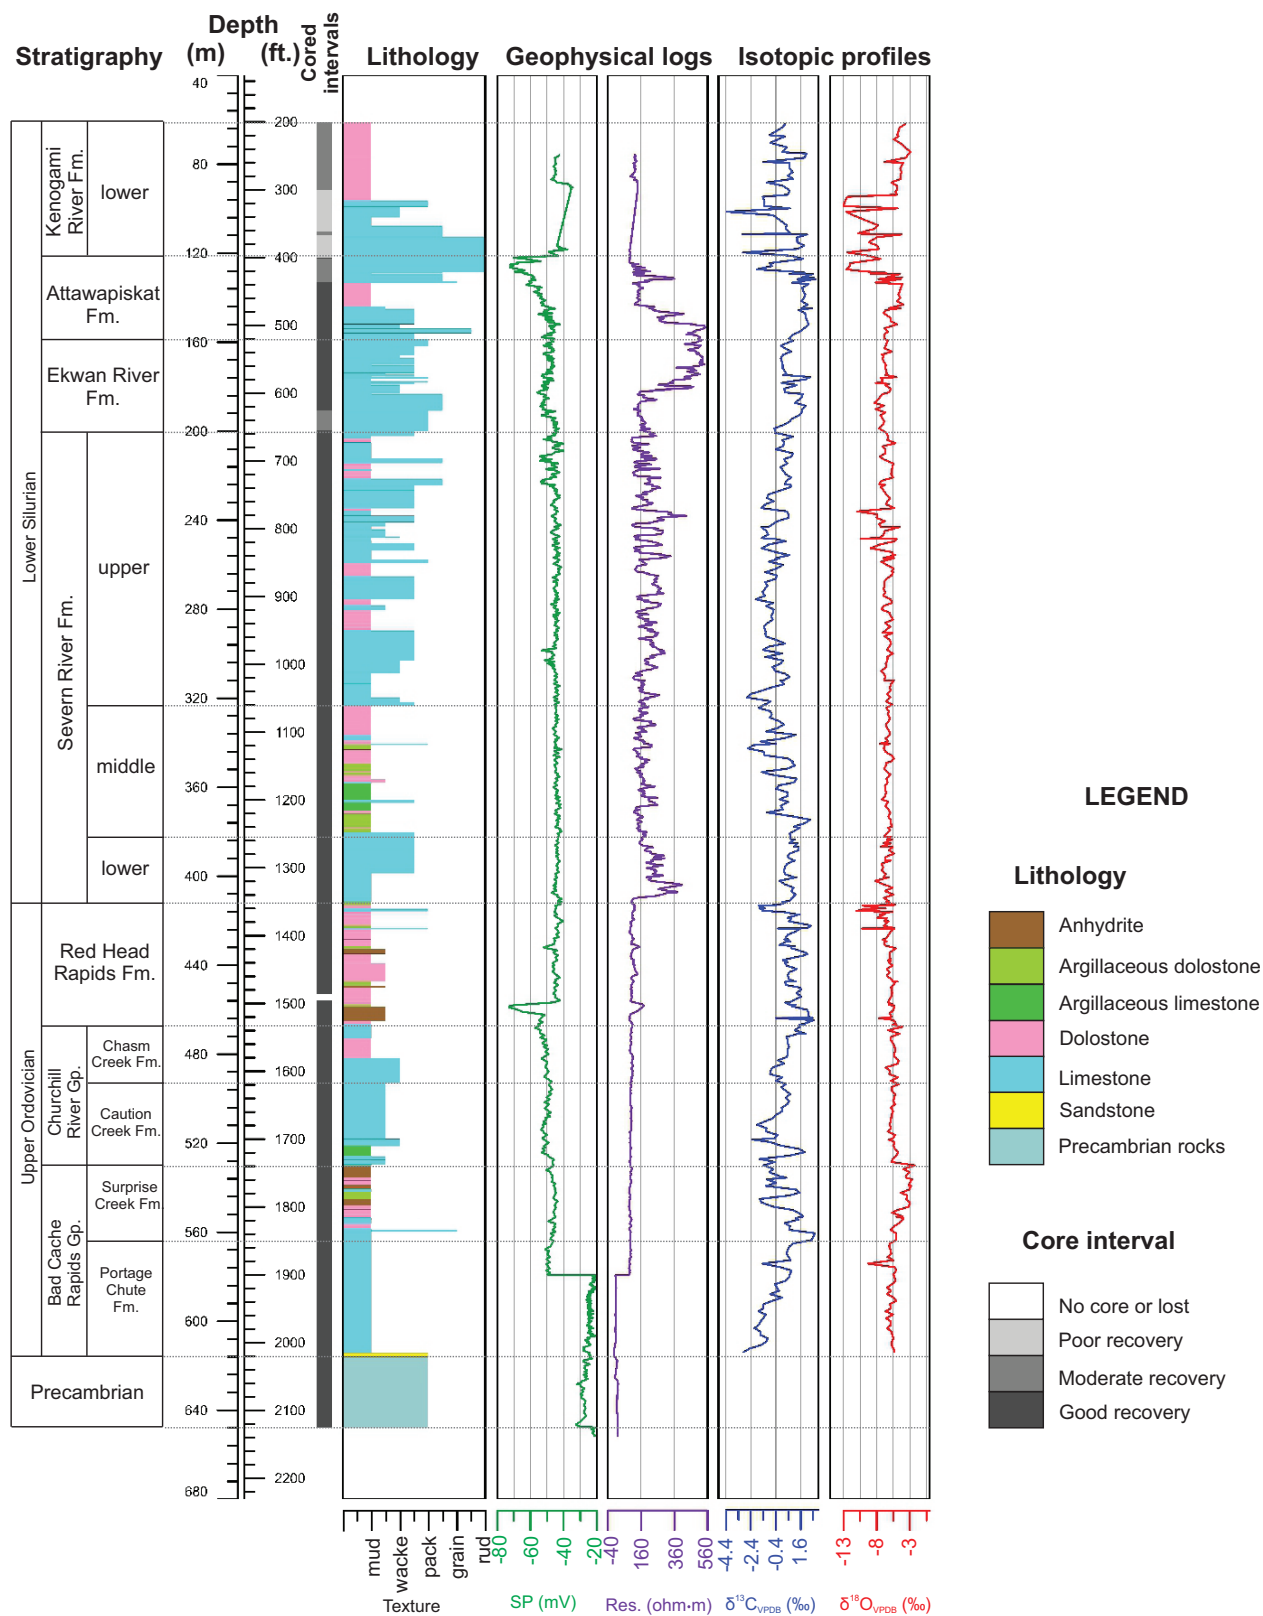 Stratigraphy
Depth
(m)
(ft.)
Cored
intervals
Lithology
Geophysical logs
Isotopic profiles
Lower Silurian
Upper Ordovician
Kenogami
River Fm.
lower
Attawapiskat
Fm.
Ekwan River
Fm.
Severn River Fm.
upper
middle
lower
Red Head
Rapids Fm.
Churchill
River Gp.
Chasm
Creek Fm.
Caution
Creek Fm.
Bad Cache
Rapids Gp.
Surprise
Creek Fm.
Portage
Chute
Fm.
Precambrian
40
80
120
160
200
240
280
320
360
400
440
480
520
560
600
640
680
200
300
400
500
600
700
800
900
1000
1100
1200
1300
1400
1500
1600
1700
1800
1900
2000
2100
2200
mud
wacke
pack
grain
rud
Texture
-80
-60
-40
-20
SP (mV)
-40
160
360
560
Res. (ohm·m)
-4.4
-2.4
-0.4
1.6
δ¹³C VPDB (‰)
-13
-8
-3
δ¹⁸O VPDB (‰)
LEGEND
Lithology
Anhydrite
Argillaceous dolostone
Argillaceous limestone
Dolostone
Limestone
Sandstone
Precambrian rocks
Core interval
No core or lost
Poor recovery
Moderate recovery
Good recovery